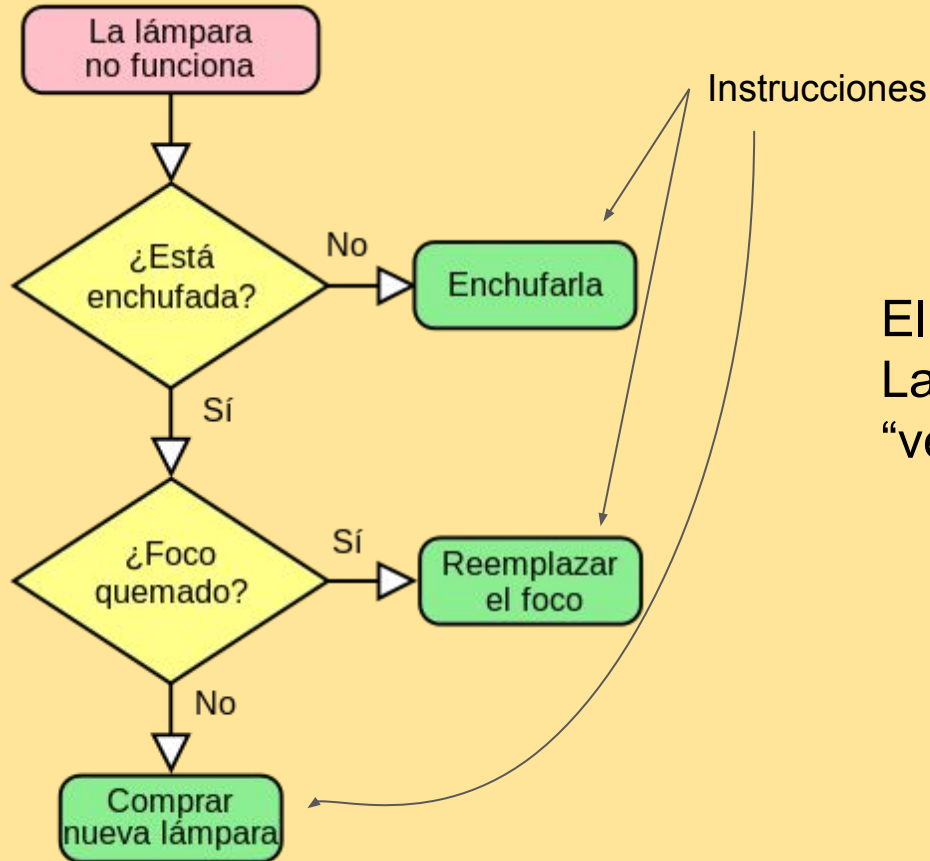 La lámpara
no funciona
Instrucciones
¿Está
enchufada?
No
Enchufarla
El
La
Sí
¿Foco
quemado?
Sí
Reemplazar
el foco
No
Comprar
nueva lámpara